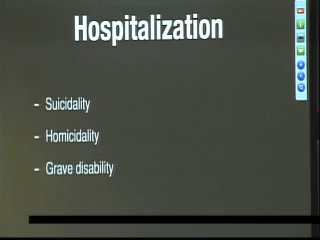 Hospitalization
- Suicidality
- Homicidality
- Grave disability